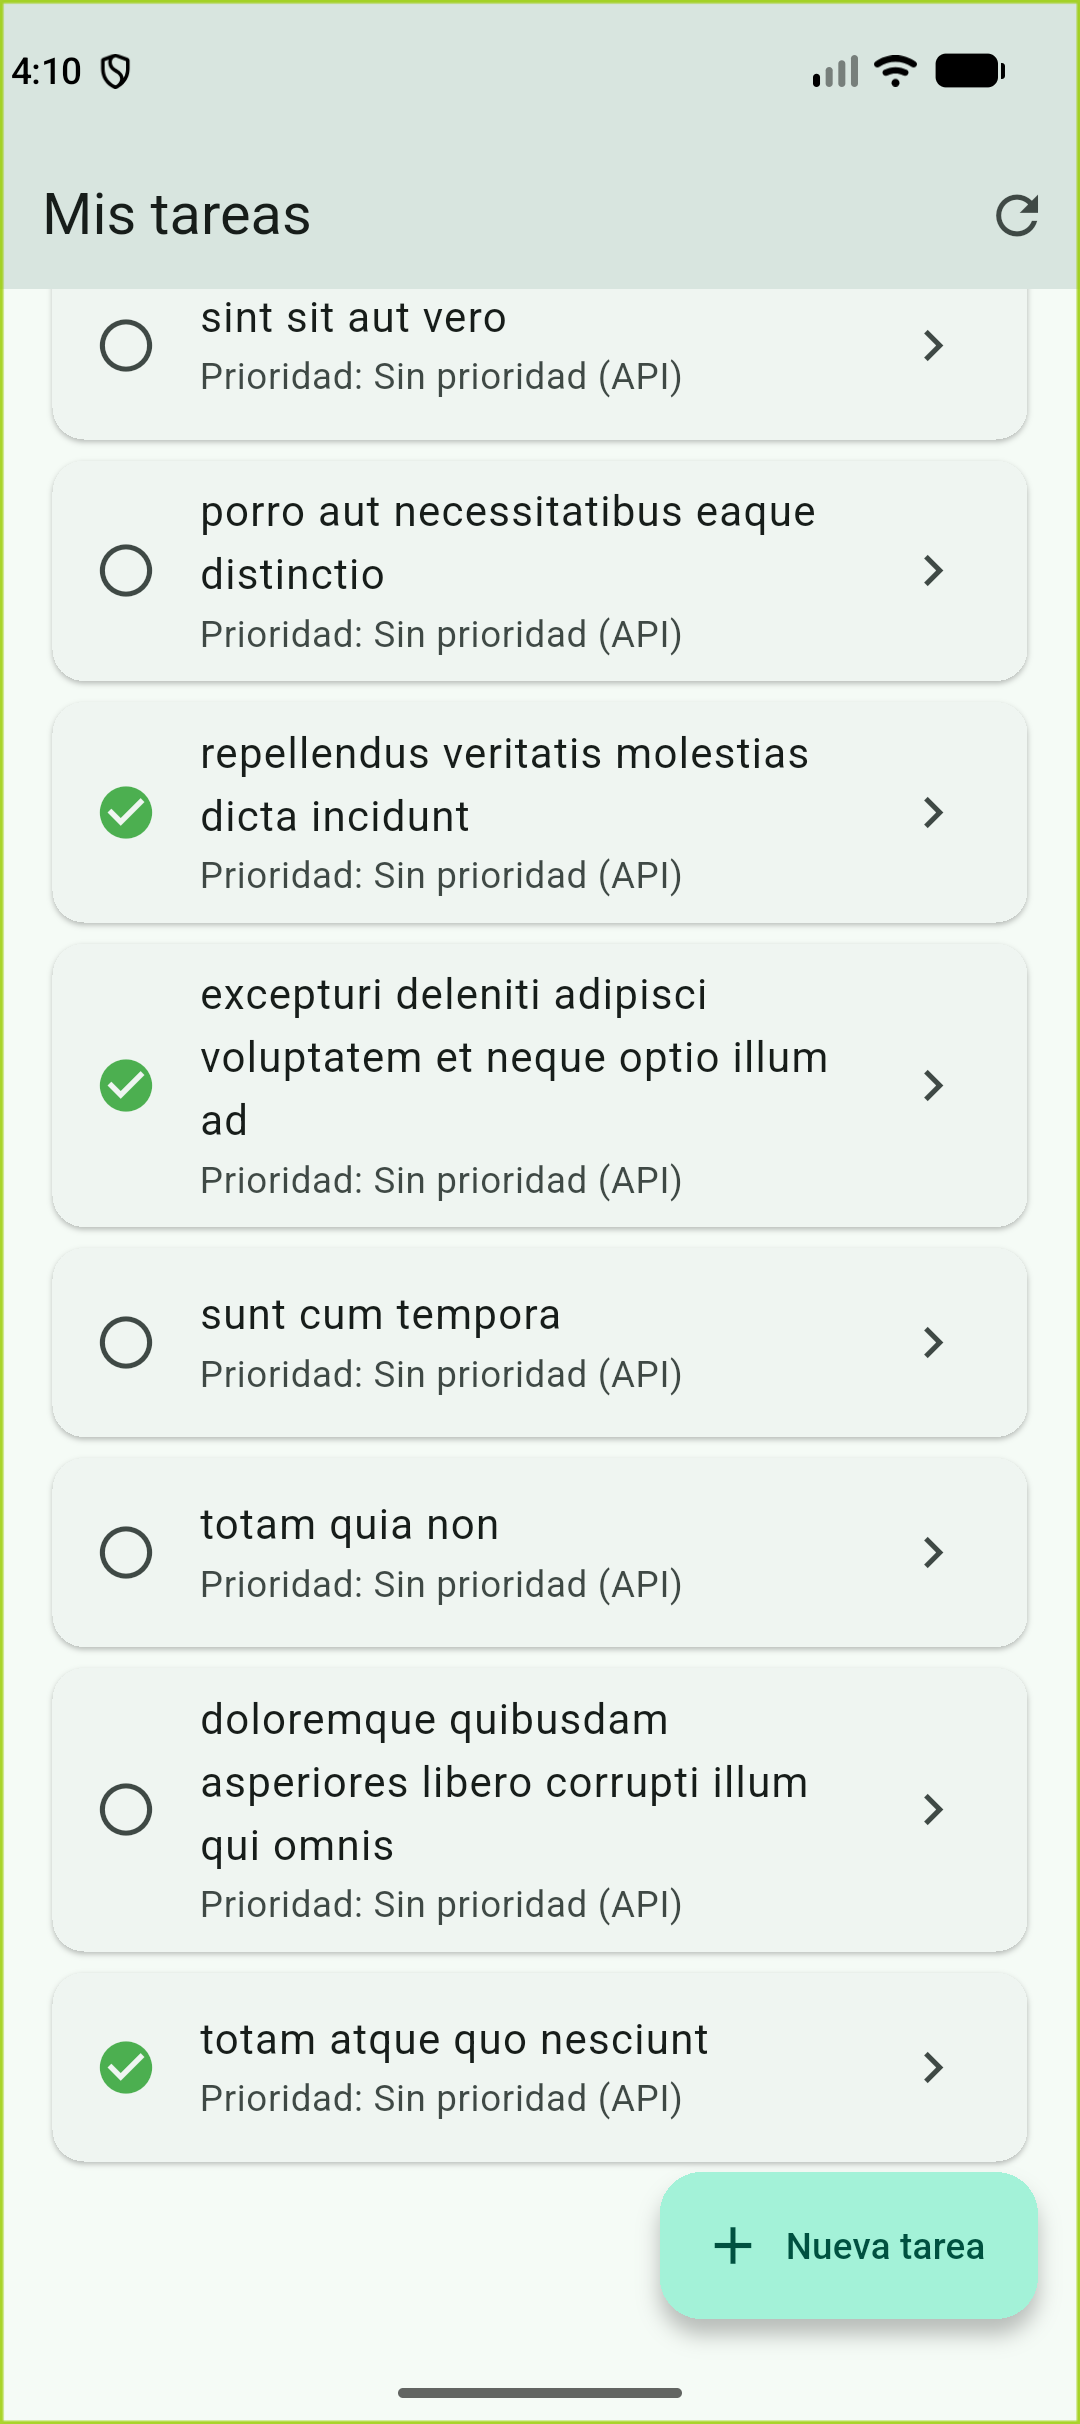 4:10
Mis tareas
sint sit aut vero
Prioridad: Sin prioridad (API)
porro aut necessitatibus eaque
distinctio
Prioridad: Sin prioridad (API)
repellendus veritatis molestias
dicta incidunt
Prioridad: Sin prioridad (API)
excepturi deleniti adipisci
voluptatem et neque optio illum
ad
Prioridad: Sin prioridad (API)
sunt cum tempora
Prioridad: Sin prioridad (API)
totam quia non
Prioridad: Sin prioridad (API)
doloremque quibusdam
asperiores libero corrupti illum
qui omnis
Prioridad: Sin prioridad (API)
totam atque quo nesciunt
Prioridad: Sin prioridad (API)
Nueva tarea